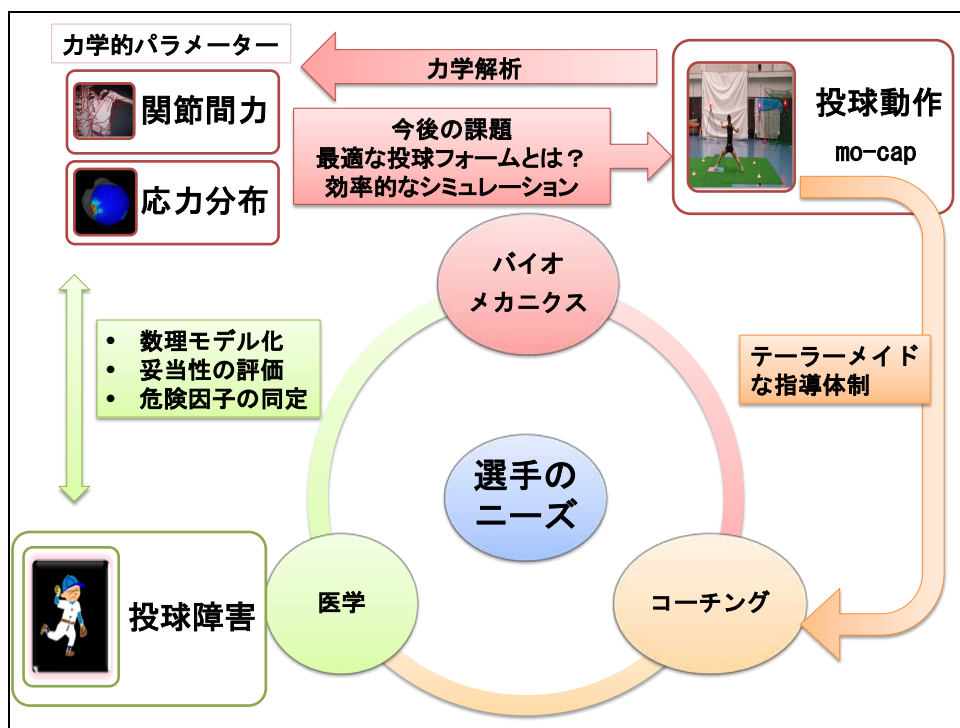 力学的パラメーター
関節間力
応力分布
力学解析
今後の課題
最適な投球フォームとは？
効率的なシミュレーション
投球動作
mo-cap
バイオ
メカニクス
• 数理モデル化
• 妥当性の評価
• 危険因子の同定
テーラーメイド
な指導体制
選手の
ニーズ
投球障害
医学
コーチング